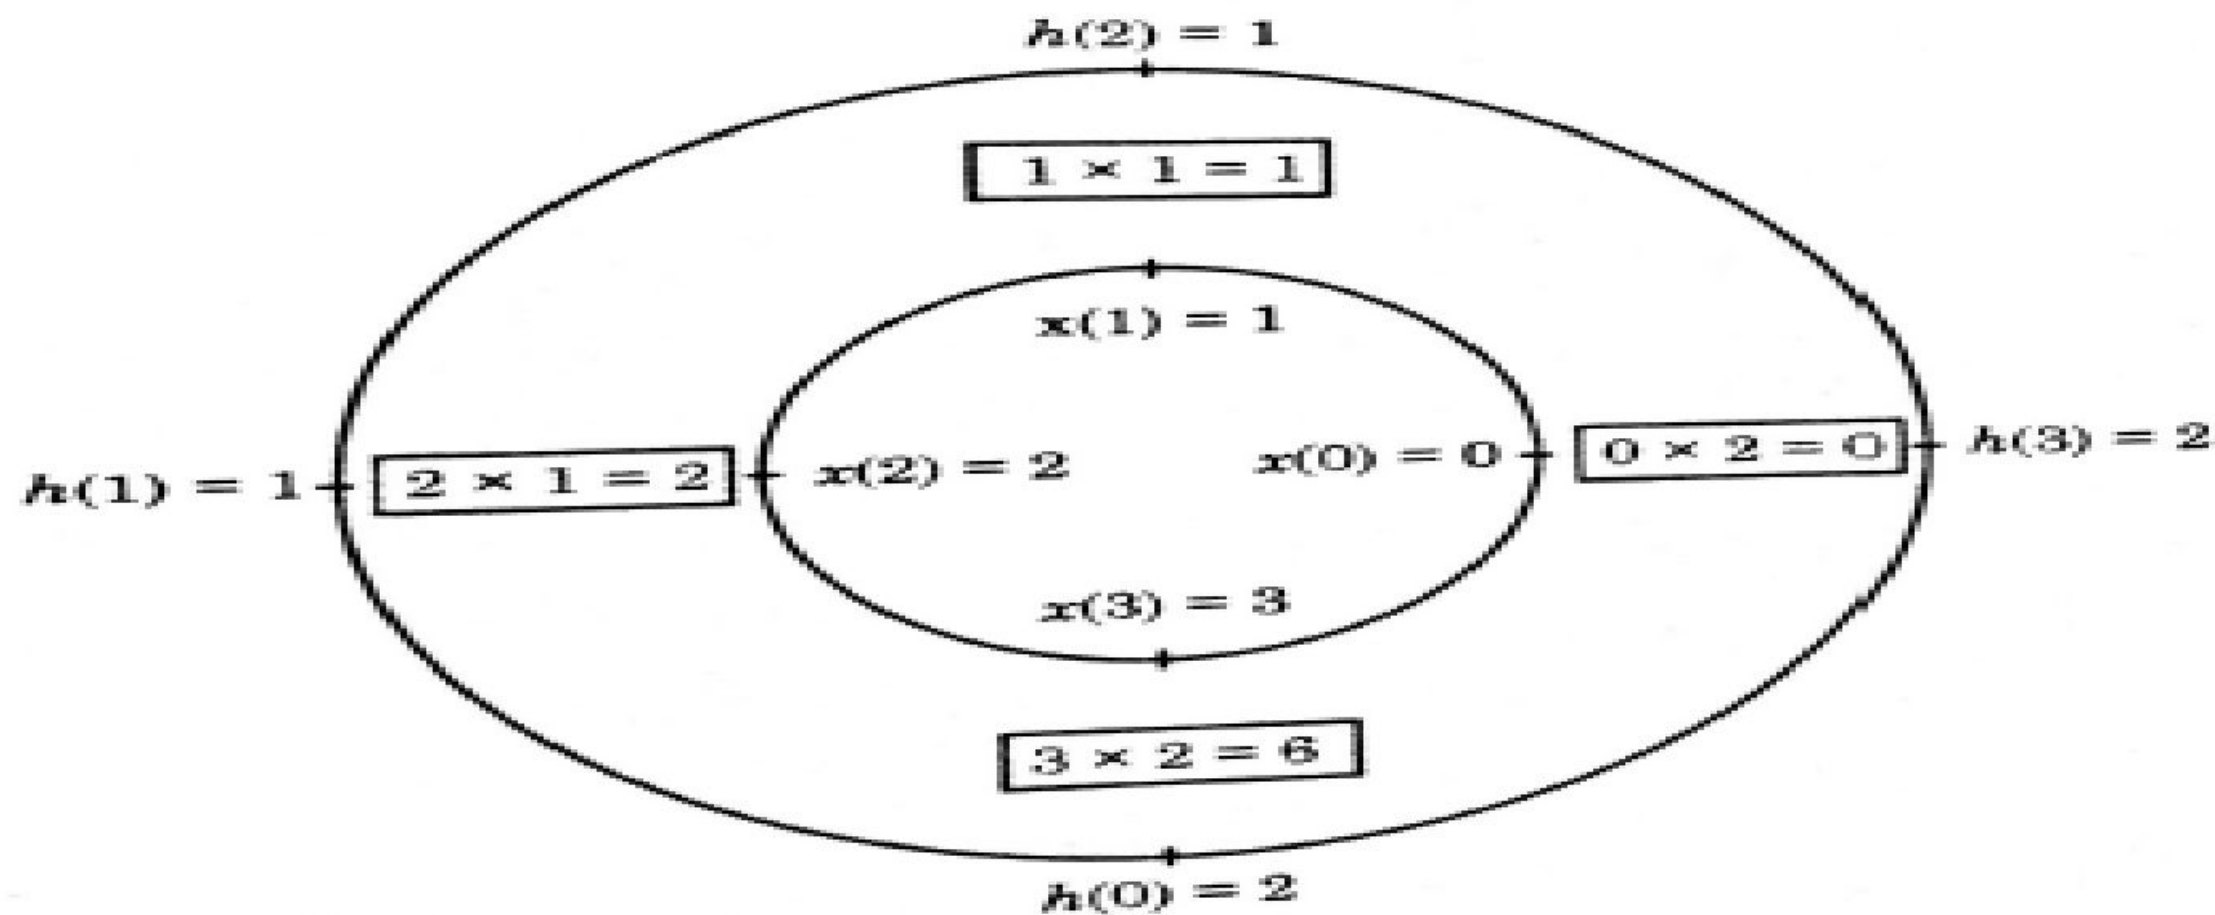 h(2) = 1
1 × 1 = 1
x(1) = 1
h(1) = 1
2 × 1 = 2
x(2) = 2
x(0) = 0
0 × 2 = 0
h(3) = 2
x(3) = 3
3 × 2 = 6
h(0) = 2